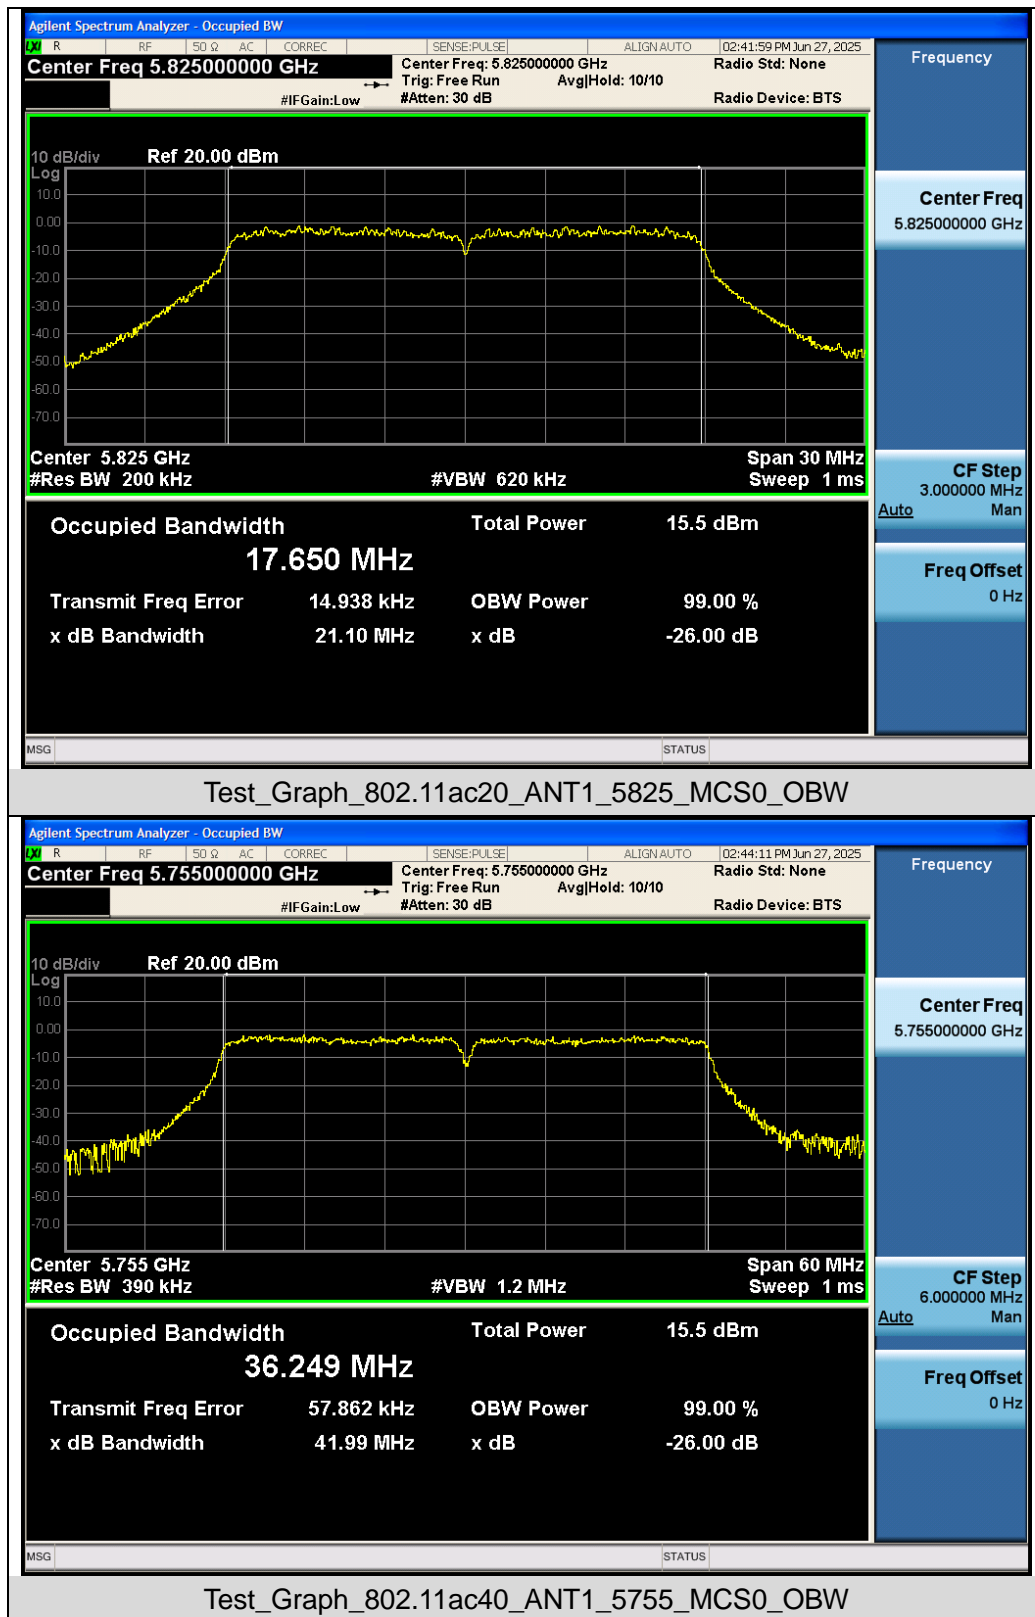 Agilent Spectrum Analyzer - Occupied BW
LXI R RF 50 Ω AC CORREC SENSE:PULSE ALIGN AUTO 02:41:59 PM Jun 27, 2025
Center Freq 5.825000000 GHz
Center Freq: 5.825000000 GHz
Radio Std: None
Trig: Free Run Avg|Hold: 10/10
#IFGain:Low
#Atten: 30 dB
Radio Device: BTS
Frequency
10 dB/div Ref 20.00 dBm
Log
10.0
0.00
-10.0
-20.0
-30.0
-40.0
-50.0
-60.0
-70.0
Center Freq
5.825000000 GHz
Center 5.825 GHz Span 30 MHz
#Res BW 200 kHz #VBW 620 kHz Sweep 1 ms
CF Step
3.000000 MHz
Auto Man
Freq Offset
0 Hz
Occupied Bandwidth Total Power 15.5 dBm
17.650 MHz
Transmit Freq Error 14.938 kHz OBW Power 99.00 %
x dB Bandwidth 21.10 MHz x dB -26.00 dB
MSG STATUS
Test_Graph_802.11ac20_ANT1_5825_MCS0_OBW
Agilent Spectrum Analyzer - Occupied BW
LXI R RF 50 Ω AC CORREC SENSE:PULSE ALIGN AUTO 02:44:11 PM Jun 27, 2025
Center Freq 5.755000000 GHz
Center Freq: 5.755000000 GHz
Radio Std: None
Trig: Free Run Avg|Hold: 10/10
#IFGain:Low
#Atten: 30 dB
Radio Device: BTS
Frequency
10 dB/div Ref 20.00 dBm
Log
10.0
0.00
-10.0
-20.0
-30.0
-40.0
-50.0
-60.0
-70.0
Center Freq
5.755000000 GHz
Center 5.755 GHz Span 60 MHz
#Res BW 390 kHz #VBW 1.2 MHz Sweep 1 ms
CF Step
6.000000 MHz
Auto Man
Freq Offset
0 Hz
Occupied Bandwidth Total Power 15.5 dBm
36.249 MHz
Transmit Freq Error 57.862 kHz OBW Power 99.00 %
x dB Bandwidth 41.99 MHz x dB -26.00 dB
MSG STATUS
Test_Graph_802.11ac40_ANT1_5755_MCS0_OBW